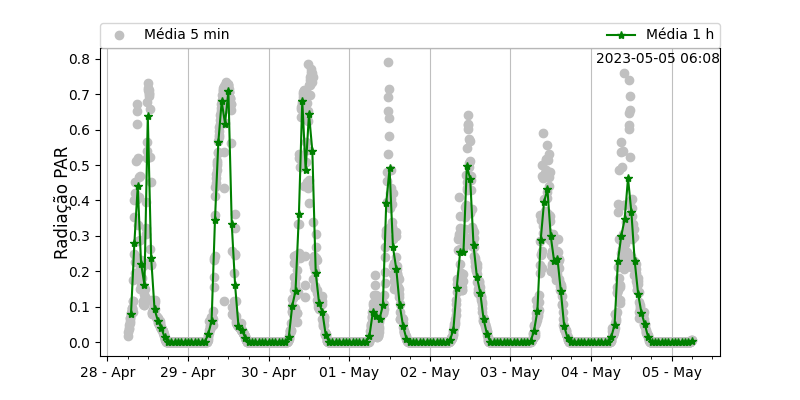 Média 5 min
Média 1 h
2023-05-05 06:08
Radiação PAR
0.8
0.7
0.6
0.5
0.4
0.3
0.2
0.1
0.0
28 - Apr 29 - Apr 30 - Apr 01 - May 02 - May 03 - May 04 - May 05 - May